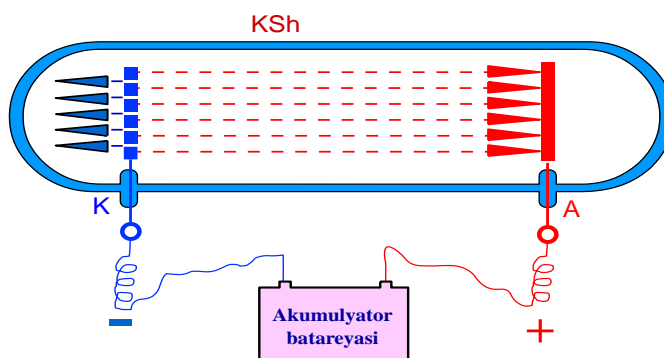 KSh
K
A
Akumulyator
batareyasi
− +